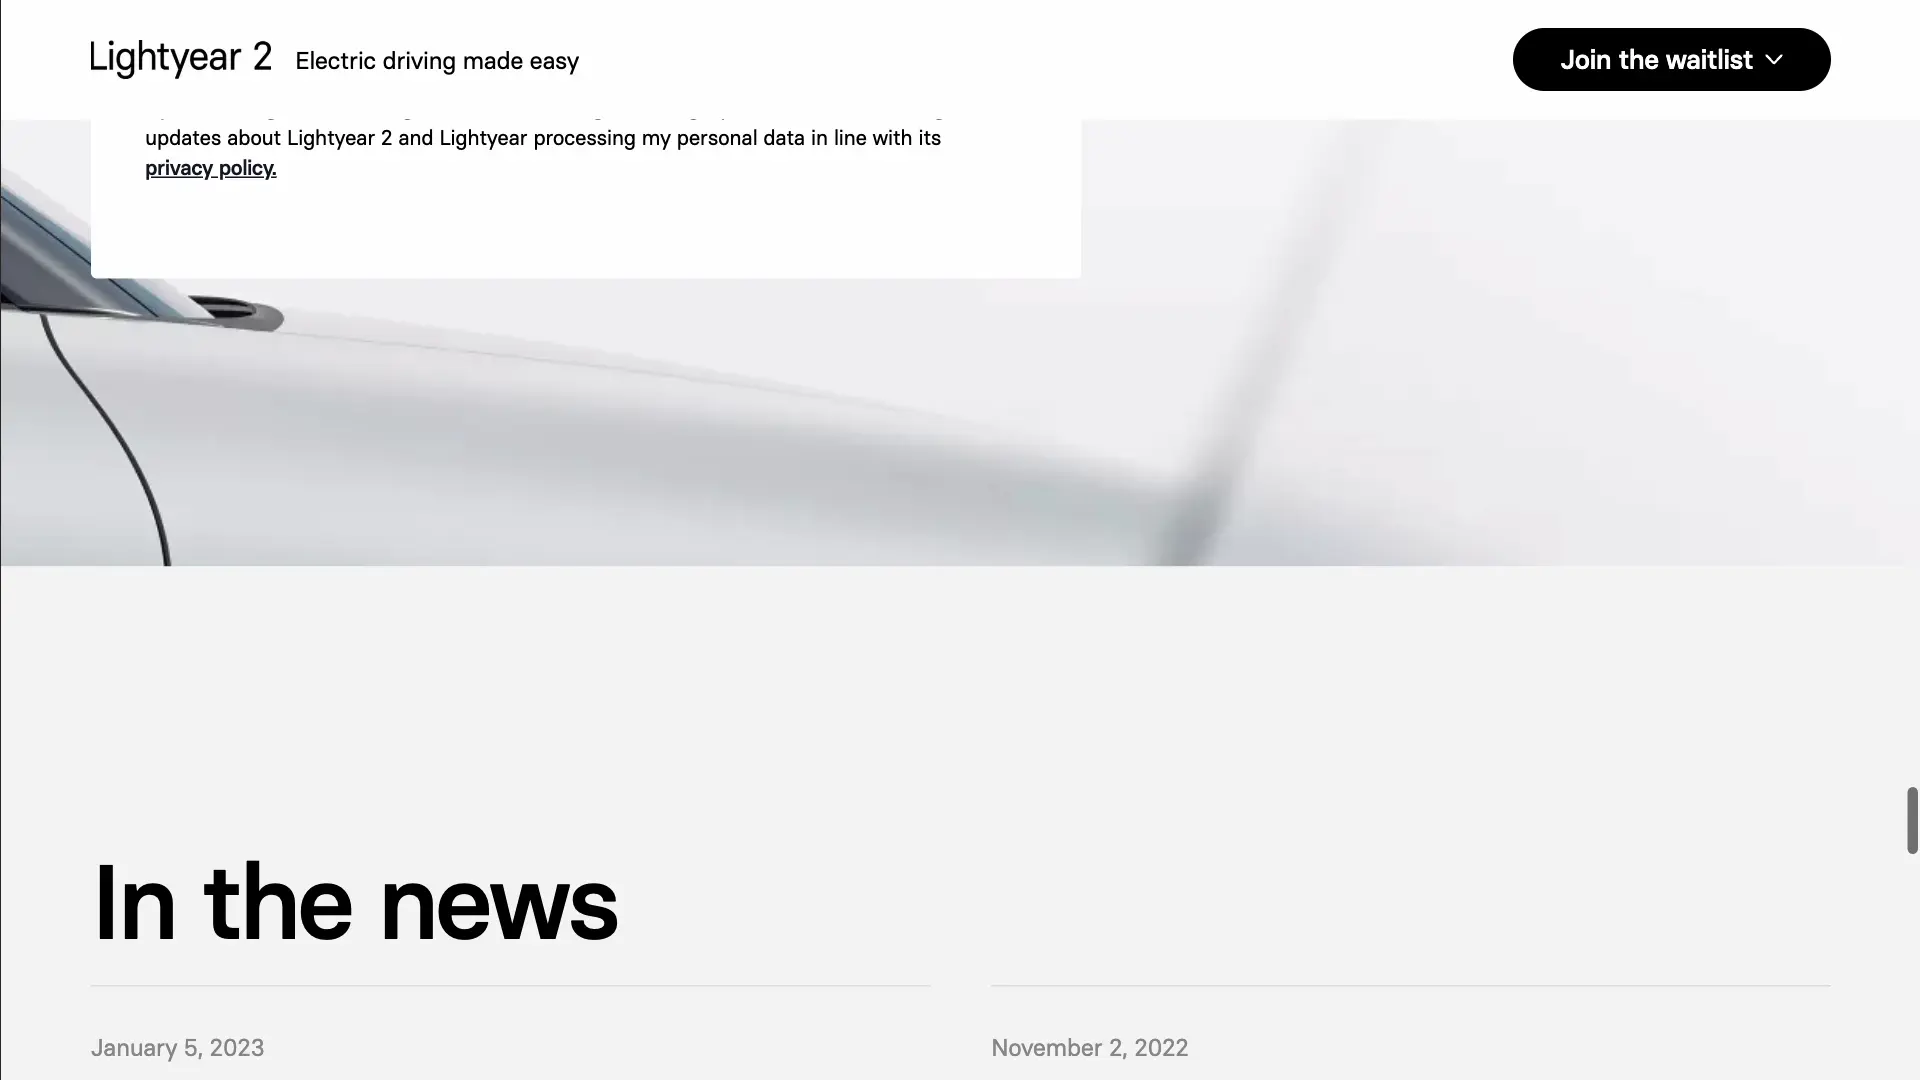 Lightyear 2 Electric driving made easy
Join the waitlist
updates about Lightyear 2 and Lightyear processing my personal data in line with its
privacy policy.
In the news
January 5, 2023
November 2, 2022